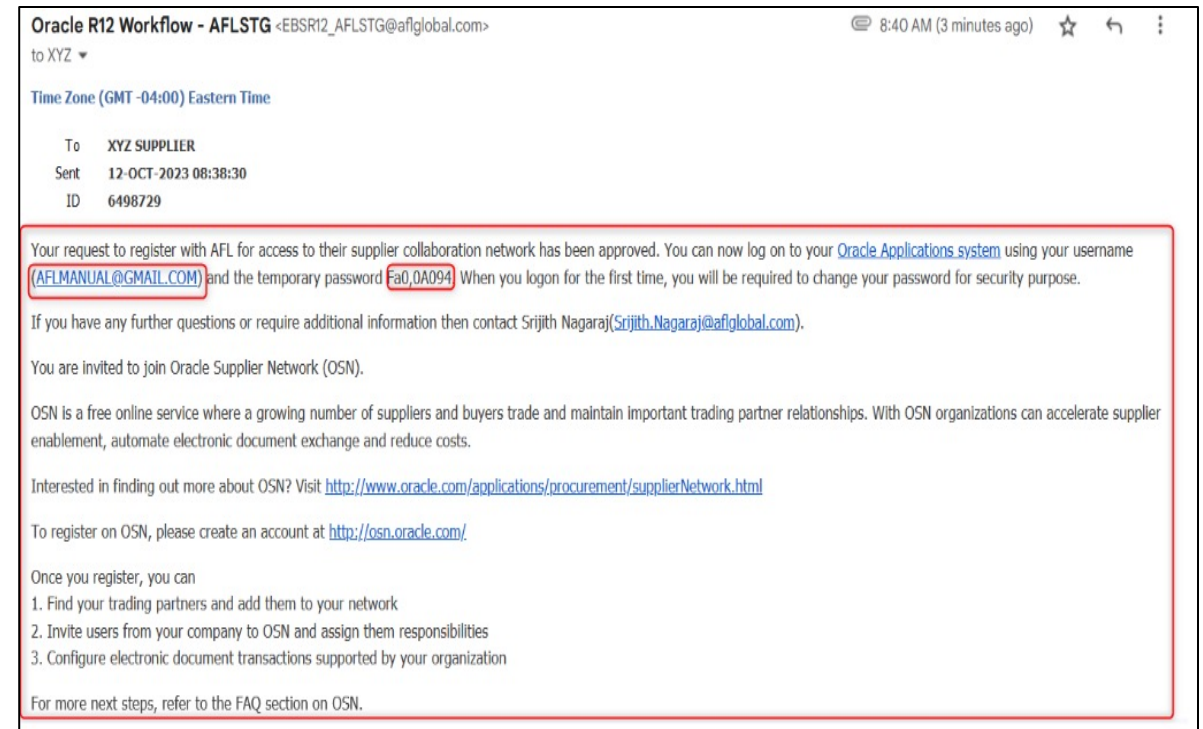 Oracle R12 Workflow - AFLSTG <EBSR12_AFLSTG@aflglobal.com> 8:40 AM (3 minutes ago)
to XYZ
Time Zone (GMT -04:00) Eastern Time
To XYZ SUPPLIER
Sent 12-OCT-2023 08:38:30
ID 6498729
Your request to register with AFL for access to their supplier collaboration network has been approved. You can now log on to your Oracle Applications system using your username
(AFLMANUAL@GMAIL.COM) and the temporary password Fa0,0A094. When you logon for the first time, you will be required to change your password for security purpose.
If you have any further questions or require additional information then contact Srijith Nagaraj(Srijith.Nagaraj@aflglobal.com).
You are invited to join Oracle Supplier Network (OSN).
OSN is a free online service where a growing number of suppliers and buyers trade and maintain important trading partner relationships. With OSN organizations can accelerate supplier
enablement, automate electronic document exchange and reduce costs.
Interested in finding out more about OSN? Visit http://www.oracle.com/applications/procurement/supplierNetwork.html
To register on OSN, please create an account at http://osn.oracle.com/
Once you register, you can
1. Find your trading partners and add them to your network
2. Invite users from your company to OSN and assign them responsibilities
3. Configure electronic document transactions supported by your organization
For more next steps, refer to the FAQ section on OSN.